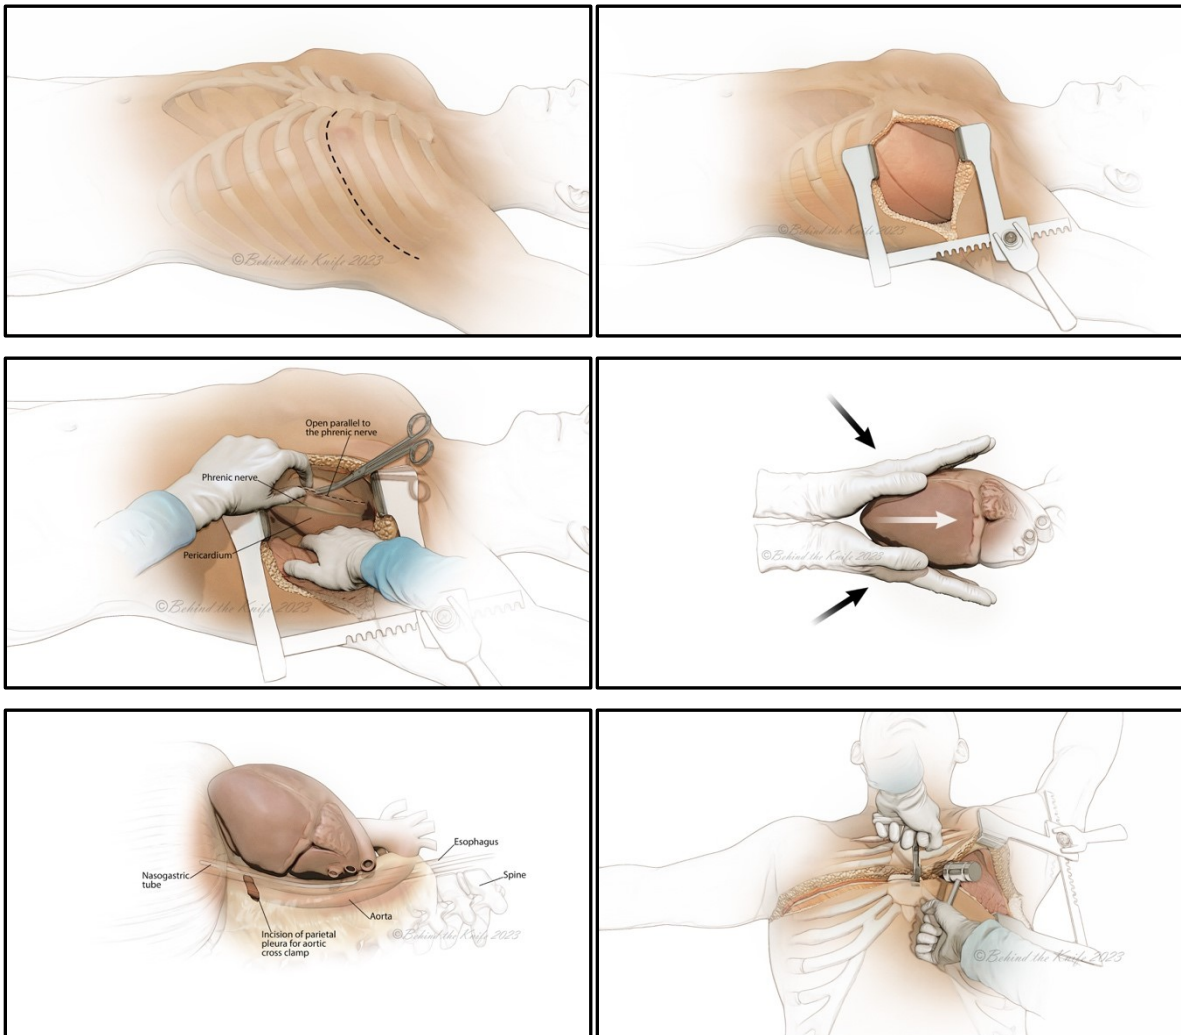 ©Behind the Knife 2023
©Behind the Knife 2023
Open parallel to
the phrenic nerve
Phrenic nerve
Pericardium
©Behind the Knife 2023
©Behind the Knife 2023
Esophagus
Nasogastric
tube
Spine
Aorta
Incision of parietal
pleura for aortic
cross clamp
©Behind the Knife 2023
©Behind the Knife 2023